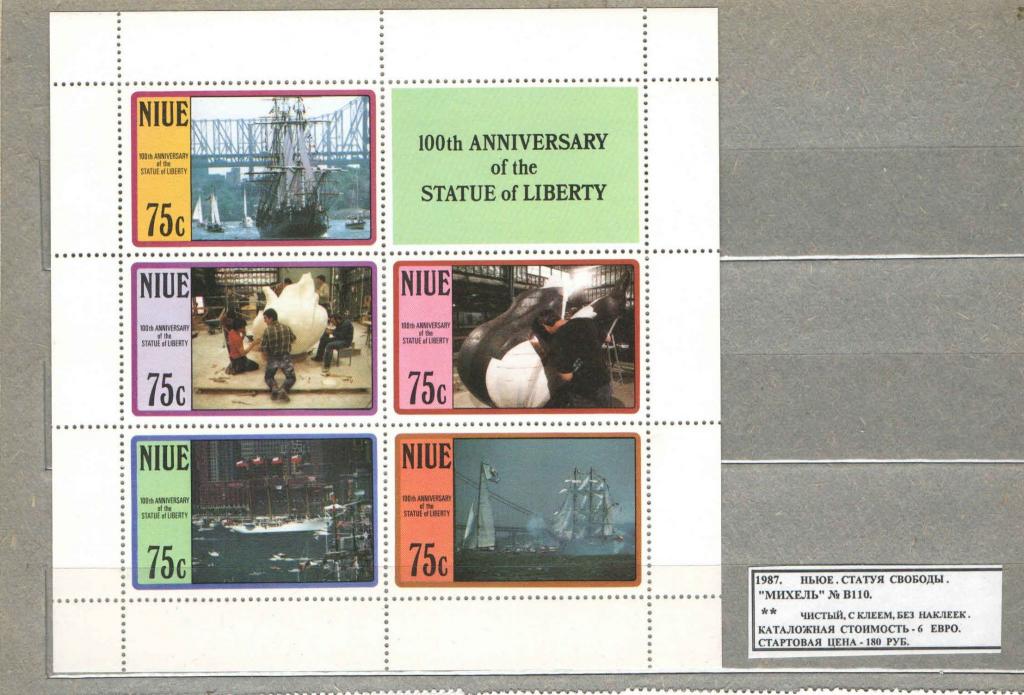 NIUE
100th ANNIVERSARY
of the
STATUE of LIBERTY
75c
100th ANNIVERSARY
of the
STATUE of LIBERTY
NIUE
100th ANNIVERSARY
of the
STATUE of LIBERTY
75c
NIUE
100th ANNIVERSARY
of the
STATUE of LIBERTY
75c
NIUE
100th ANNIVERSARY
of the
STATUE of LIBERTY
75c
NIUE
100th ANNIVERSARY
of the
STATUE of LIBERTY
75c
1987. НЬЮЕ. СТАТУЯ СВОБОДЫ.
"МИХЕЛЬ" № B110.
** ЧИСТЫЙ, С КЛЕЕМ, БЕЗ НАКЛЕЕК.
КАТАЛОЖНАЯ СТОИМОСТЬ - 6 ЕВРО.
СТАРТОВАЯ ЦЕНА - 180 РУБ.